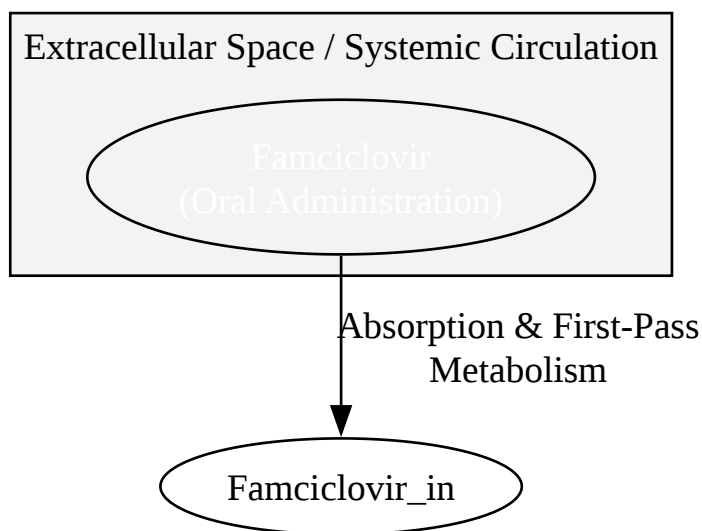 Extracellular Space / Systemic Circulation
Famciclovir
(Oral Administration)
Absorption & First-Pass
Metabolism
Famciclovir_in